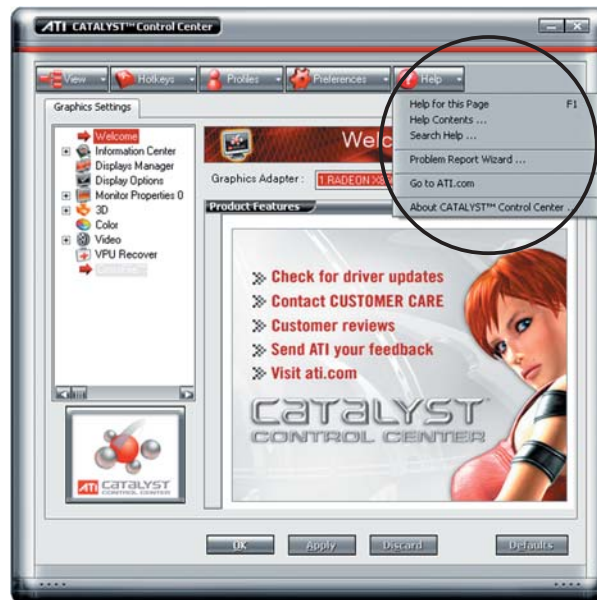 ATI CATALYST™ Control Center
View
Hotkeys
Profiles
Preferences
Help
Help for this Page F1
Help Contents ...
Search Help ...
Problem Report Wizard ...
Go to ATI.com
About CATALYST™ Control Center ...
Graphics Settings
Welcome
Information Center
Displays Manager
Display Options
Monitor Properties 0
3D
Color
Video
VPU Recover
Welc
Graphics Adapter :
1.RADEON
Product Features
Check for driver updates
Contact CUSTOMER CARE
Customer reviews
Send ATI your feedback
Visit ati.com
CATALYST
CONTROL CENTER
ATI CATALYST
CONTROL CENTER
OK
Apply
Discard
Defaults